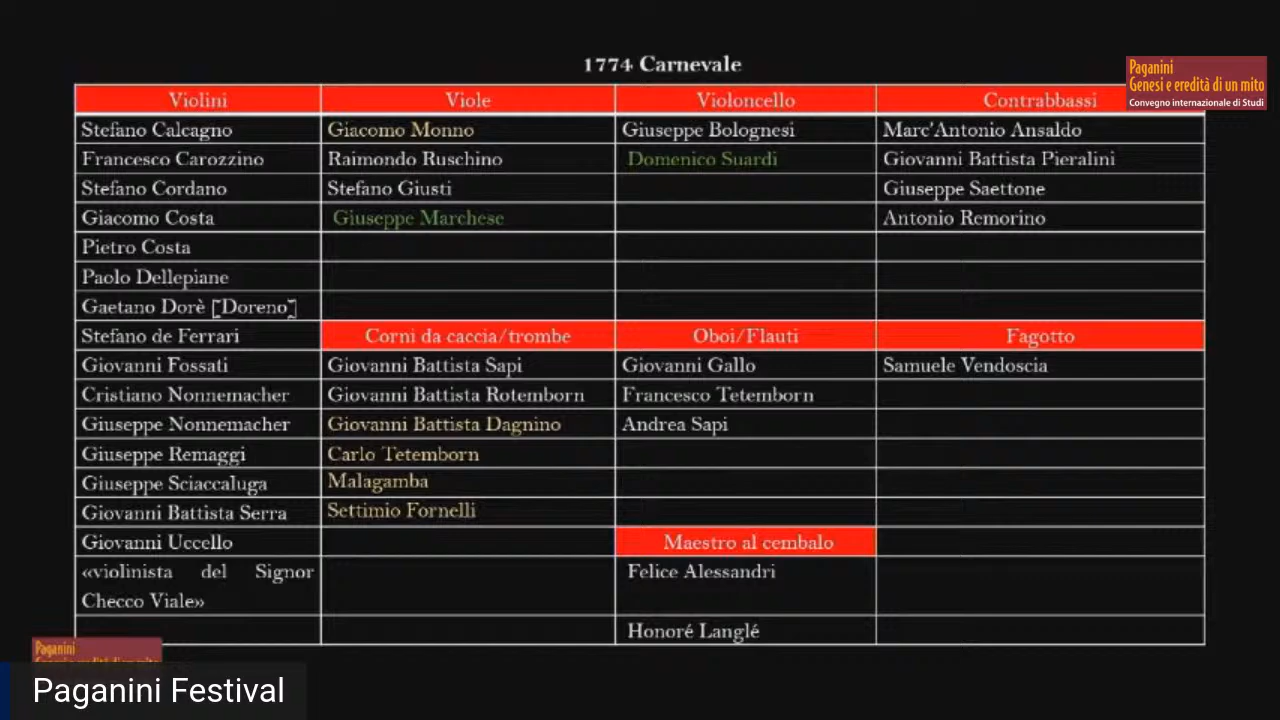 1774 Carnevale
Paganini
Genesi e eredità di un mito
Convegno internazionale di Studi
Violini Viole Violoncello Contrabbassi
Stefano Calcagno Giacomo Monno Giuseppe Bolognesi Marc'Antonio Ansaldo
Francesco Carozzino Raimondo Ruschino Domenico Suardi Giovanni Battista Pieralini
Stefano Cordano Stefano Giusti Giuseppe Saettone
Giacomo Costa Giuseppe Marchese Antonio Remorino
Pietro Costa
Paolo Dellepiane
Gaetano Dorè [Doreno]
Stefano de Ferrari Corni da caccia/trombe Oboi/Flauti Fagotto
Giovanni Fossati Giovanni Battista Sapi Giovanni Gallo Samuele Vendoscia
Cristiano Nonnemacher Giovanni Battista Rotemborn Francesco Tetemborn
Giuseppe Nonnemacher Giovanni Battista Dagnino Andrea Sapi
Giuseppe Remaggi Carlo Tetemborn
Giuseppe Sciaccaluga Malagamba
Giovanni Battista Serra Settimio Fornelli
Giovanni Uccello Maestro al cembalo
«violinista del Signor Felice Alessandri
Checco Viale»
Honoré Langlé
Paganini
Paganini Festival